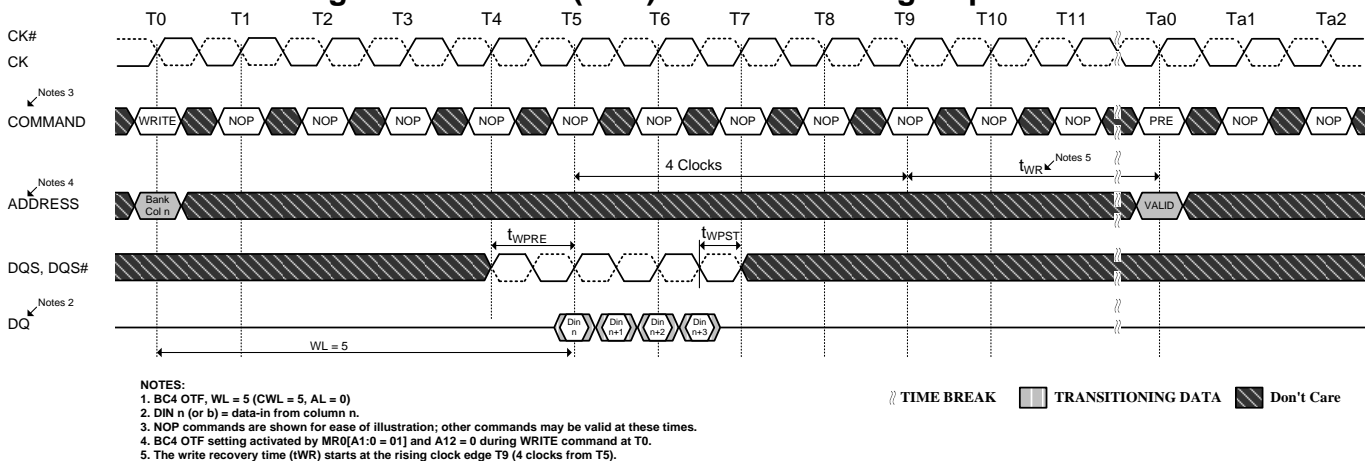 T0 T1 T2 T3 T4 T5 T6 T7 T8 T9 T10 T11 Ta0 Ta1 Ta2
CK#
CK
Notes 3
COMMAND
WRITE NOP NOP NOP NOP NOP NOP NOP NOP NOP NOP NOP PRE NOP NOP
4 Clocks
tWR
Notes 5
Notes 4
ADDRESS
Bank
Col n
VALID
tWPRE
tWPST
DQS, DQS#
Notes 2
DQ
Din
n
Din
n+1
Din
n+2
Din
n+3
WL = 5
NOTES:
1. BC4 OTF, WL = 5 (CWL = 5, AL = 0)
2. DIN n (or b) = data-in from column n.
3. NOP commands are shown for ease of illustration; other commands may be valid at these times.
4. BC4 OTF setting activated by MR0[A1:0 = 01] and A12 = 0 during WRITE command at T0.
5. The write recovery time (tWR) starts at the rising clock edge T9 (4 clocks from T5).
TIME BREAK
TRANSITIONING DATA
Don't Care